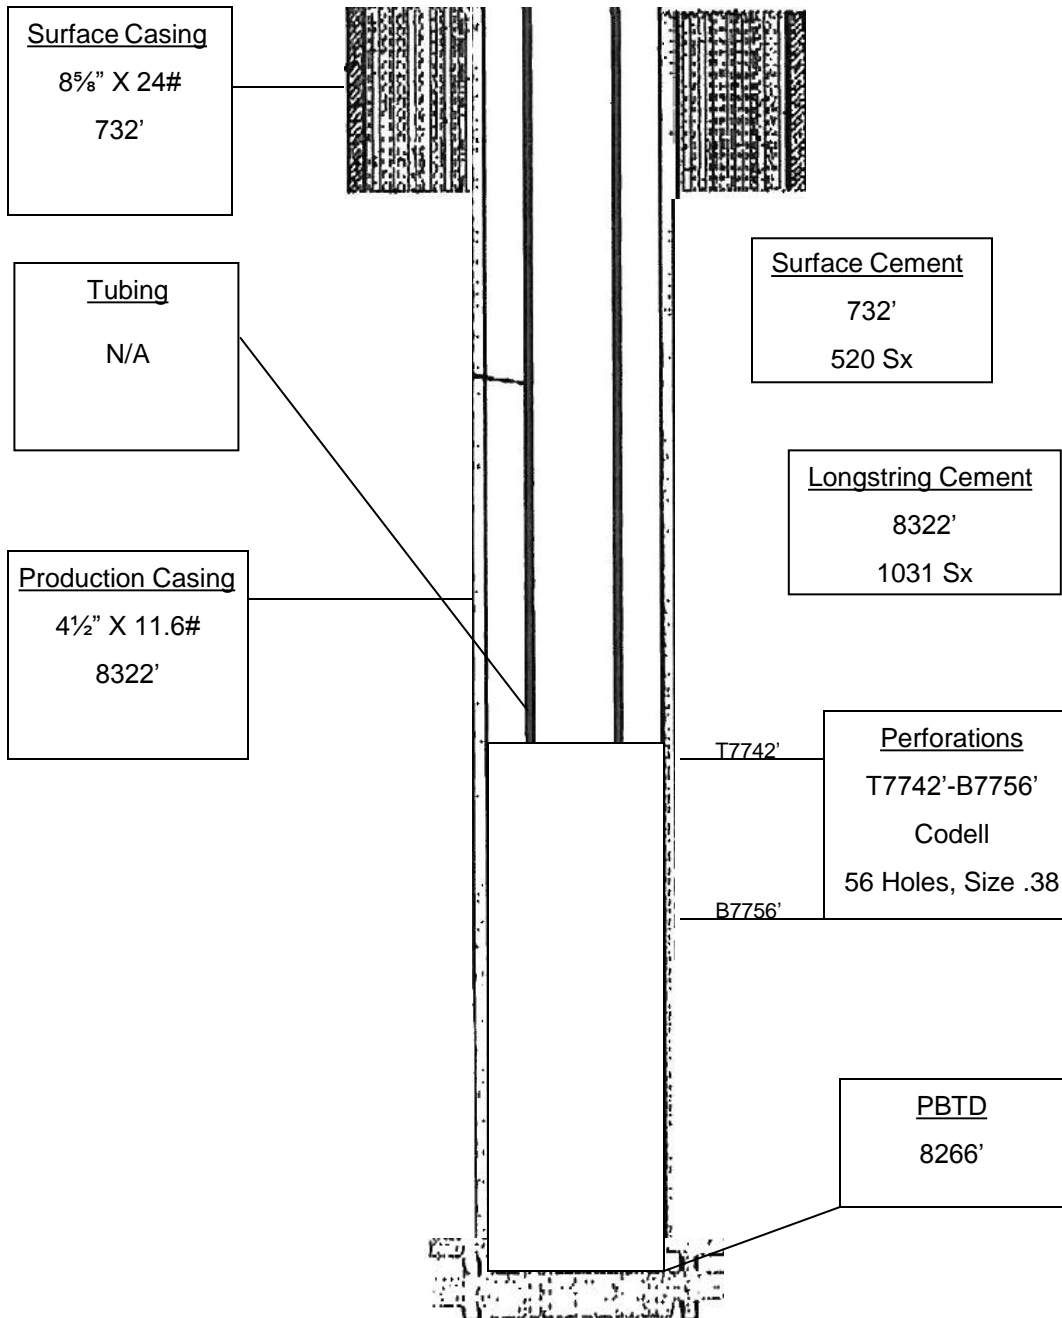 Surface Casing
8⅝” X 24#
732’
Surface Cement
732’
520 Sx
Tubing
N/A
Longstring Cement
8322’
1031 Sx
Production Casing
4½” X 11.6#
8322’
T7742’
Perforations
T7742’-B7756’
Codell
56 Holes, Size .38
B7756’
PBTD
8266’